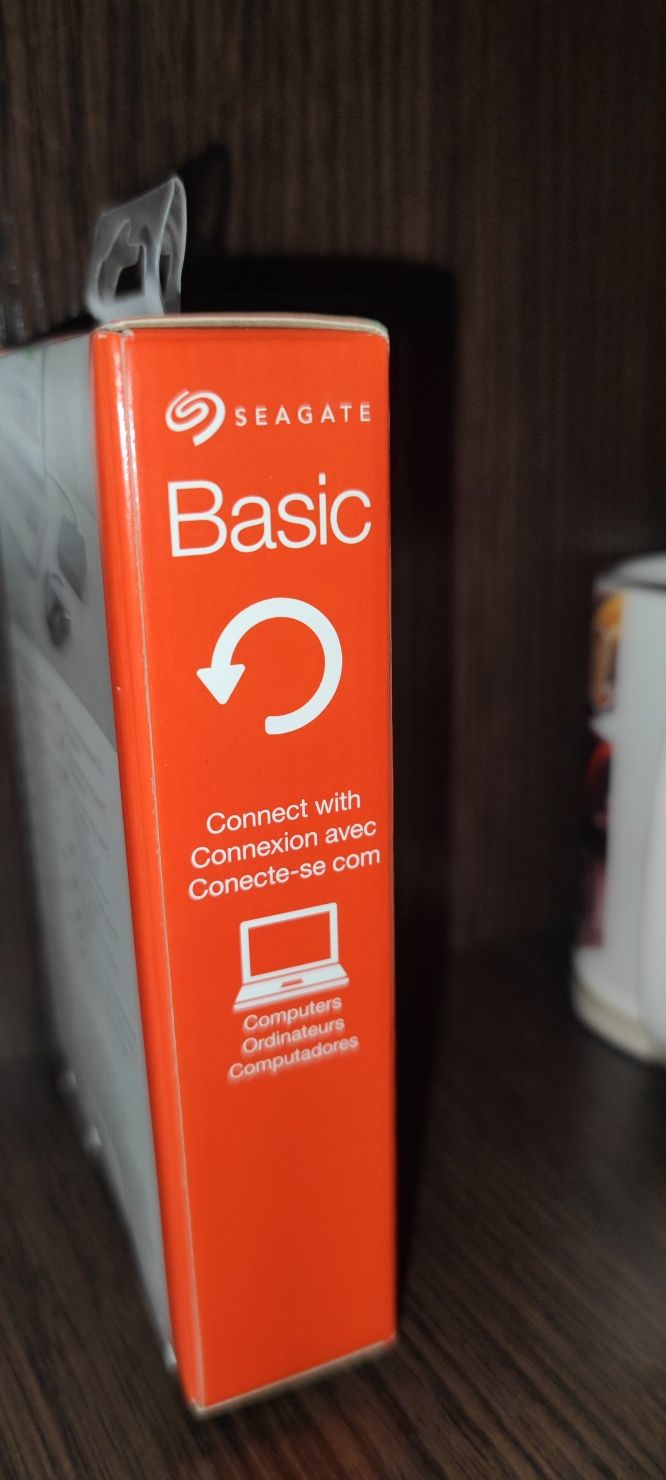 SEAGATE
Basic
Connect with
Connexion avec
Conecte-se com
Computers
Ordinateurs
Computadores